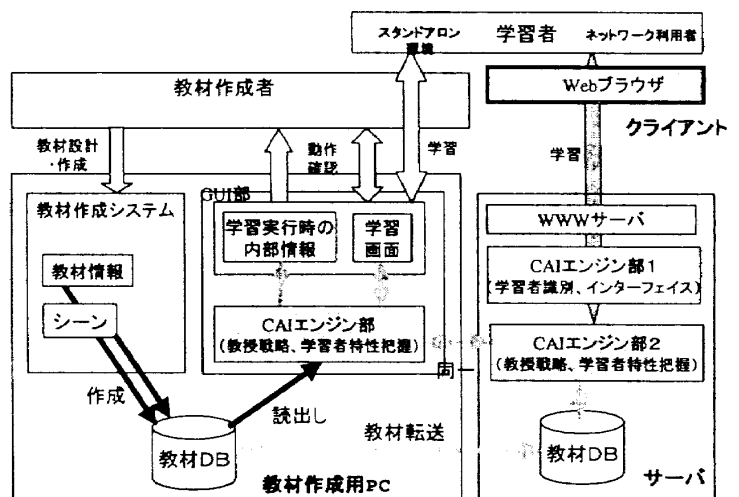 スタンドアロン
環境
学習者
ネットワーク利用者
教材作成者
Webブラウザ
クライアント
教材設計
・作成
動作
確認
学習
学習
教材作成システム
GUI部
学習実行時の
内部情報
学習
画面
WWWサーバ
教材情報
シーン
CAIエンジン部1
(学習者識別、インターフェイス)
CAIエンジン部
(教授戦略、学習者特性把握)
CAIエンジン部2
(教授戦略、学習者特性把握)
同一
作成
読出し
教材転送
教材DB
教材DB
教材作成用PC
サーバ